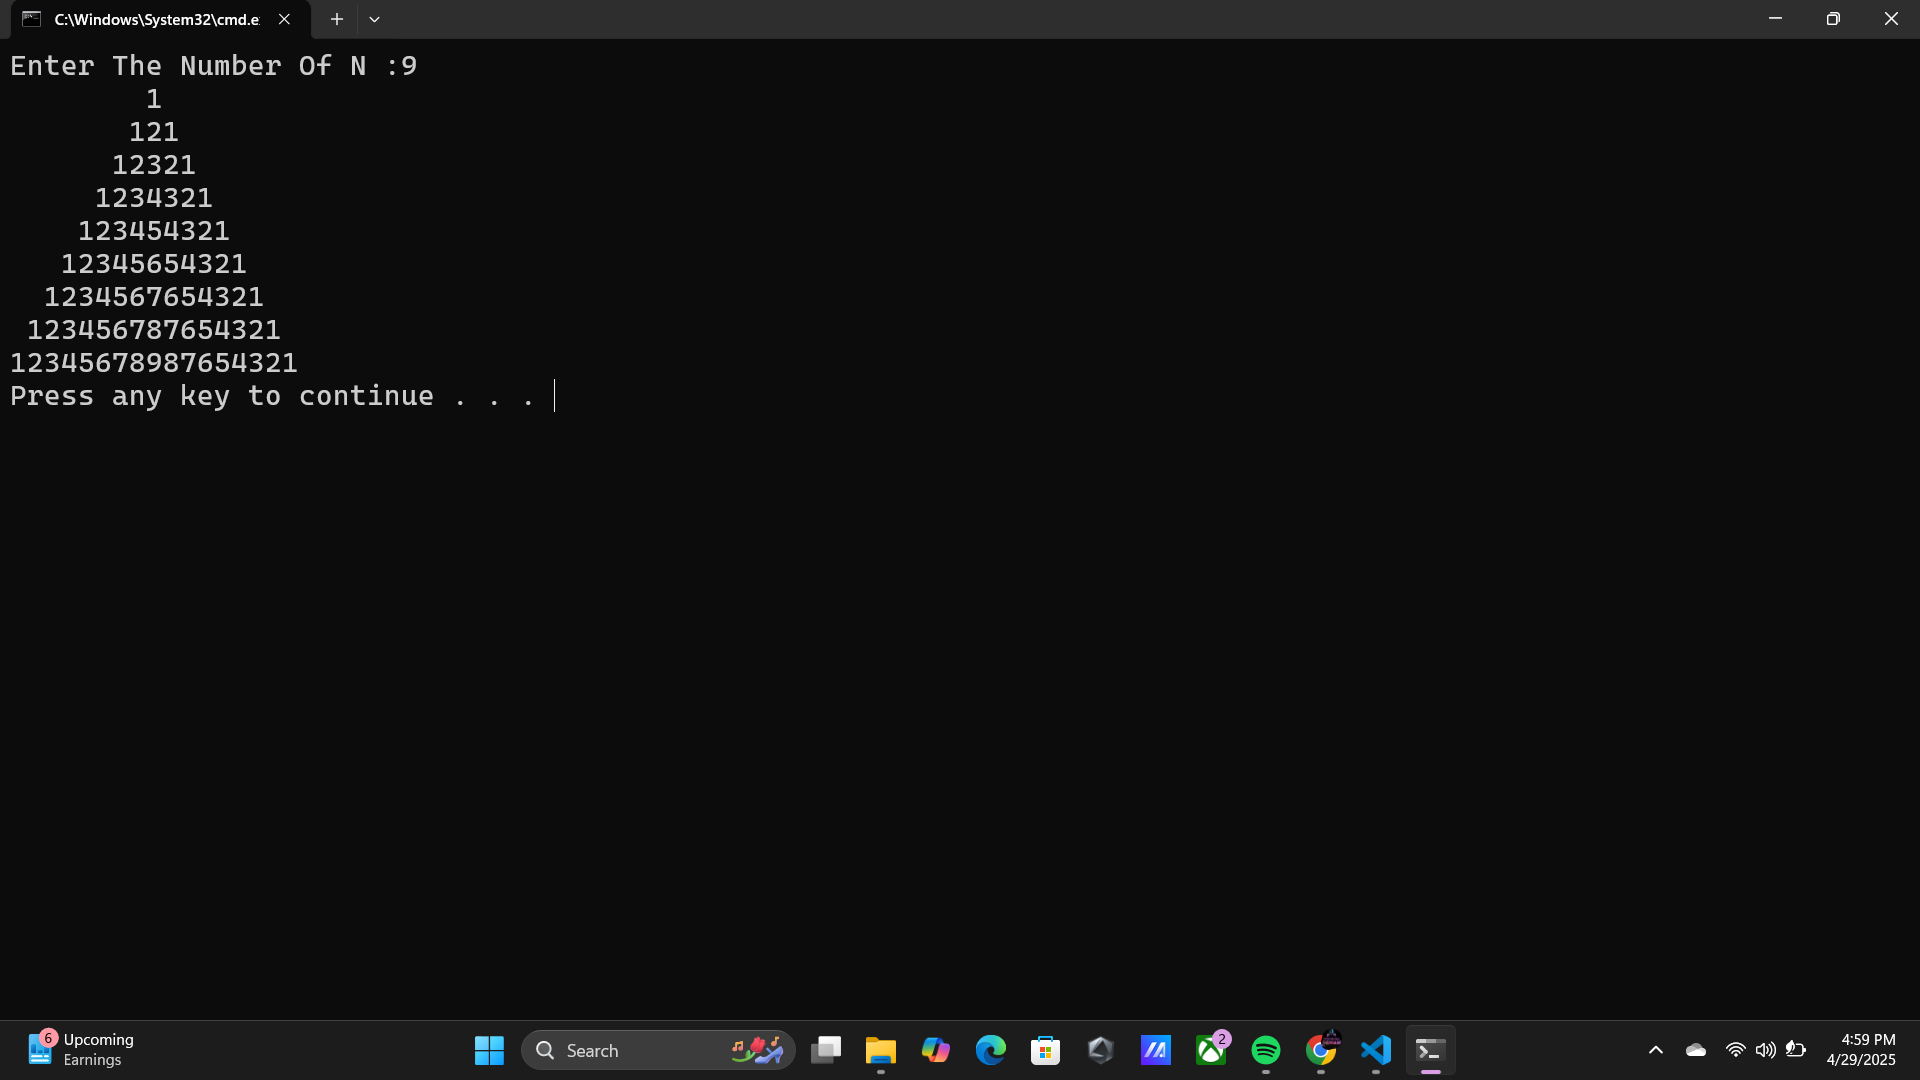 C:\Windows\System32\cmd.e
Enter The Number Of N :9
1
121
12321
1234321
123454321
12345654321
1234567654321
123456787654321
12345678987654321
Press any key to continue . . .
6
Upcoming
Earnings
Search
2
4:59 PM
4/29/2025